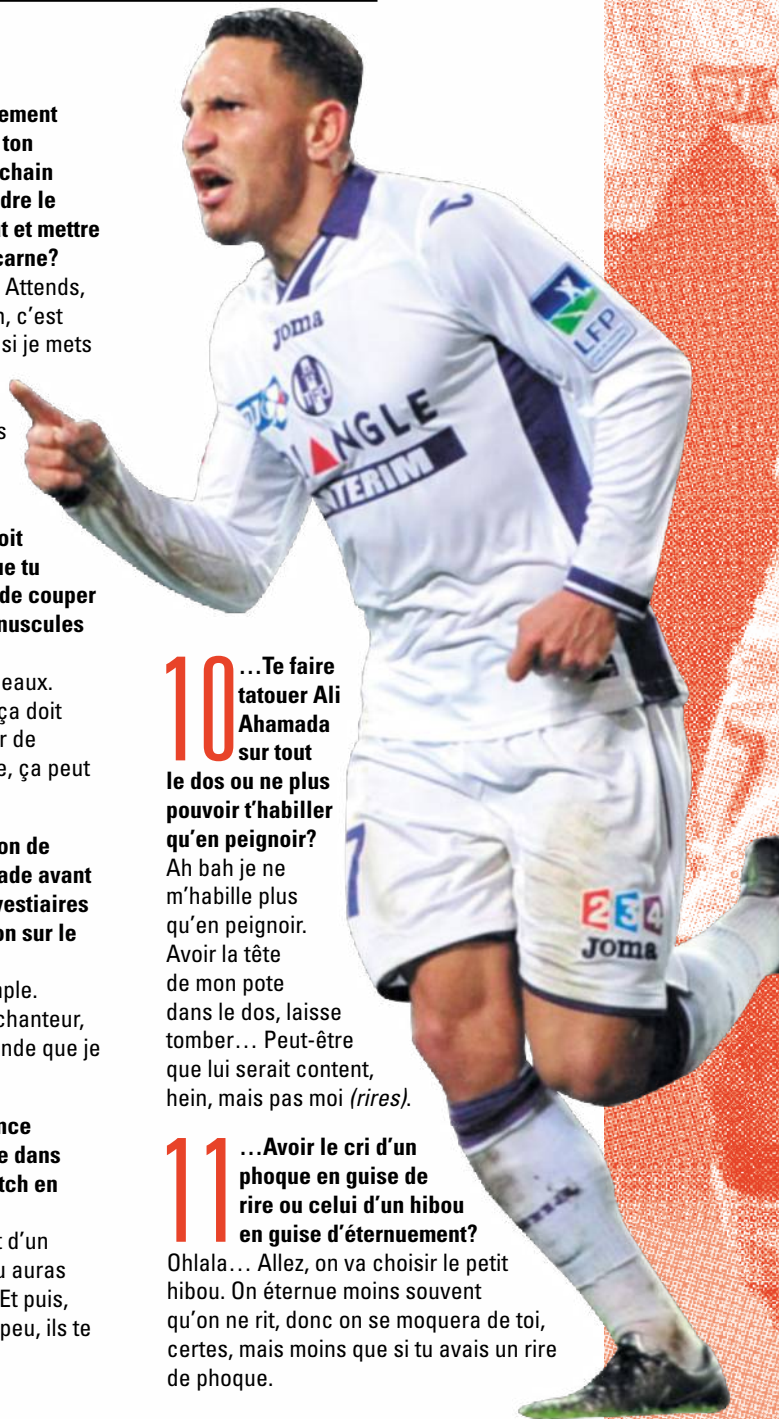 ement
ton
chain
dre le
t et mettre
carne?
Attends,
n, c'est
si je mets
s
oit
ue tu
de couper
nuscules
eaux.
ça doit
r de
e, ça peut
on de
ade avant
vestiaires
on sur le
nple.
chanteur,
nde que je
nce
e dans
tch en
t d'un
u auras
Et puis,
peu, ils te
10 …Te faire
tatouer Ali
Ahamada
sur tout
le dos ou ne plus
pouvoir t'habiller
qu'en peignoir?
Ah bah je ne
m'habille plus
qu'en peignoir.
Avoir la tête
de mon pote
dans le dos, laisse
tomber… Peut-être
que lui serait content,
hein, mais pas moi (rires).
11 …Avoir le cri d'un
phoque en guise de
rire ou celui d'un hibou
en guise d'éternuement?
Ohlala… Allez, on va choisir le petit
hibou. On éternue moins souvent
qu'on ne rit, donc on se moquera de toi,
certes, mais moins que si tu avais un rire
de phoque.
Joma
LFP
ANGLE
TERIM
7
2 3 4
Joma